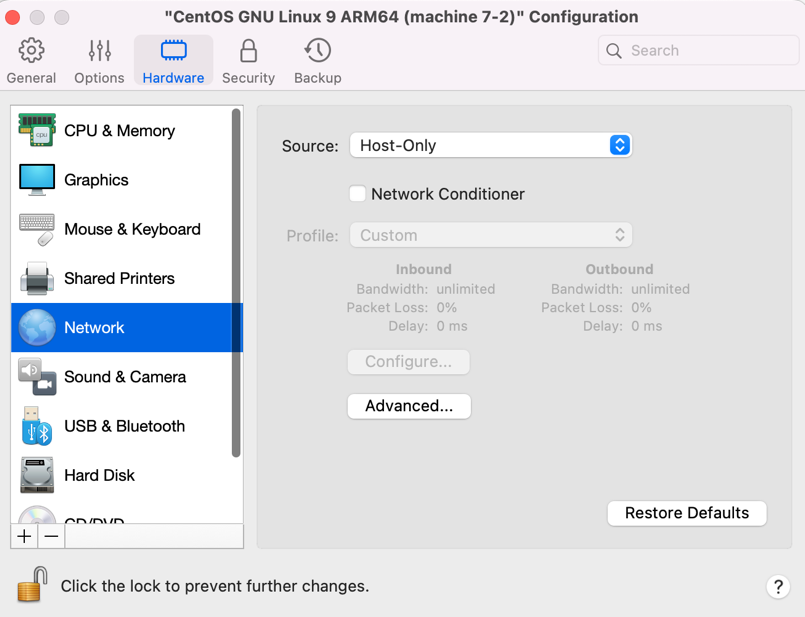 "CentOS GNU Linux 9 ARM64 (machine 7-2)" Configuration
General Options Hardware Security Backup
Search
CPU & Memory
Graphics
Mouse & Keyboard
Shared Printers
Network
Sound & Camera
USB & Bluetooth
Hard Disk
CD/DVD
Source: Host-Only
Network Conditioner
Profile: Custom
Inbound Outbound
Bandwidth: unlimited Bandwidth: unlimited
Packet Loss: 0% Packet Loss: 0%
Delay: 0 ms Delay: 0 ms
Configure...
Advanced...
Restore Defaults
Click the lock to prevent further changes.
?